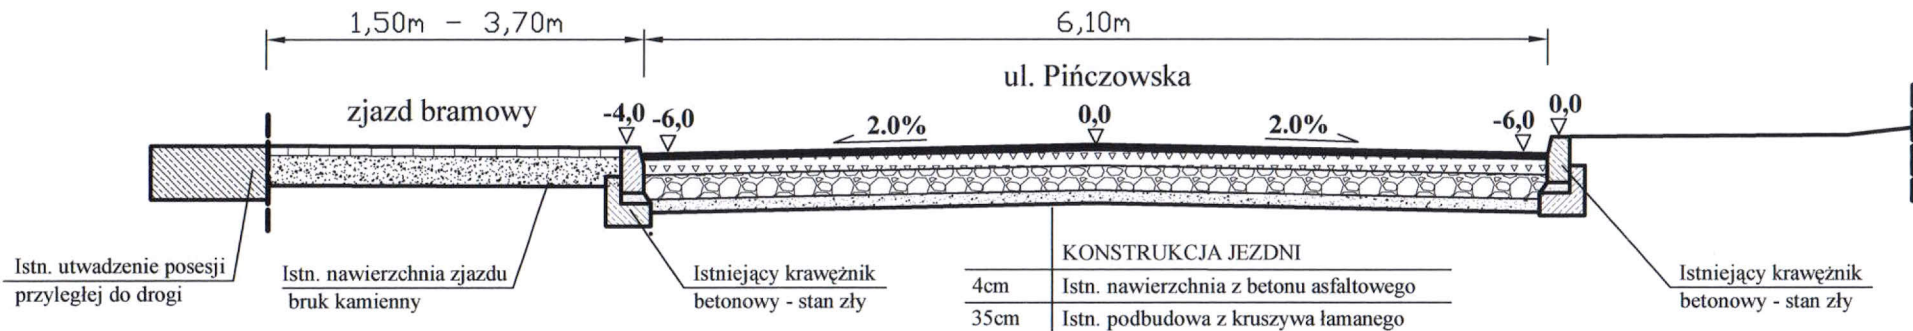 1,50m - 3,70m
6,10m
ul. Pińczowska
zjazd bramowy
-4,0
-6,0
2.0%
0,0
2.0%
-6,0
0,0
Istn. utwadzenie posesji
przyległej do drogi
Istn. nawierzchnia zjazdu
bruk kamienny
Istniejący krawężnik
betonowy - stan zły
KONSTRUKCJA JEZDNI
4cm Istn. nawierzchnia z betonu asfaltowego
35cm Istn. podbudowa z kruszywa łamanego
Istniejący krawężnik
betonowy - stan zły